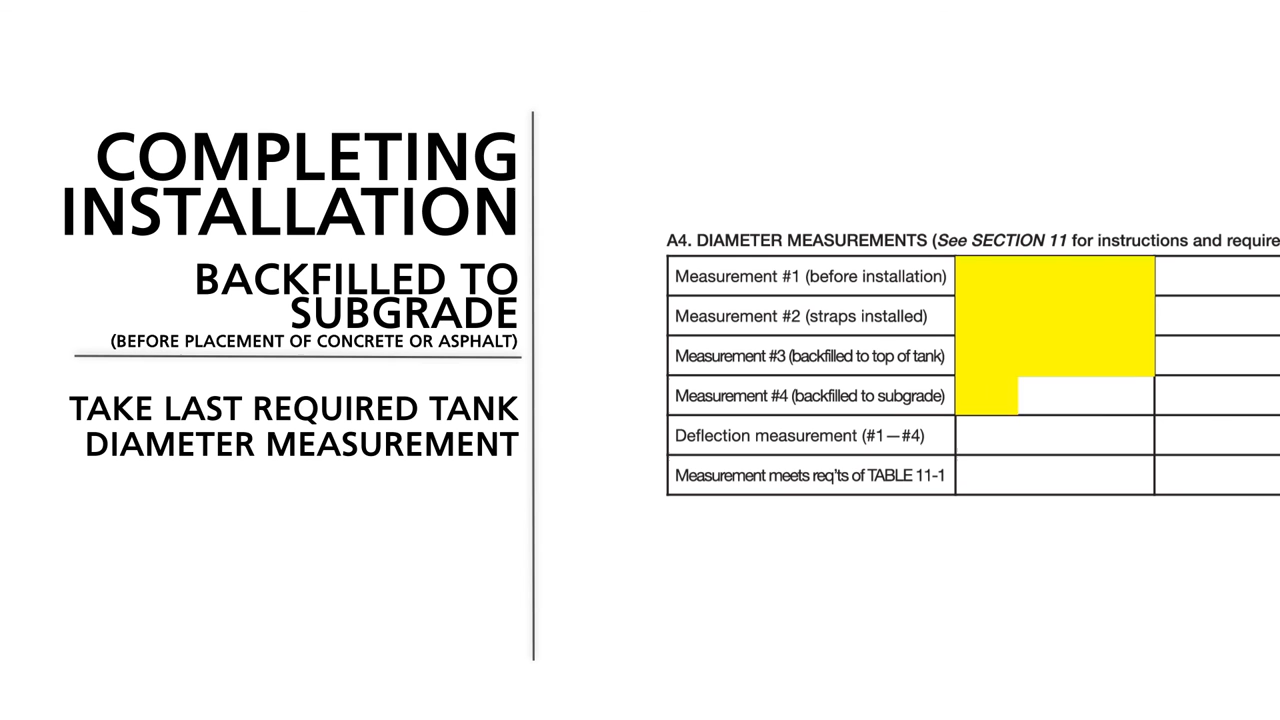 COMPLETING
INSTALLATION
BACKFILLED TO
SUBGRADE
(BEFORE PLACEMENT OF CONCRETE OR ASPHALT)
TAKE LAST REQUIRED TANK
DIAMETER MEASUREMENT
A4. DIAMETER MEASUREMENTS (See SECTION 11 for instructions and require
Measurement #1 (before installation)
Measurement #2 (straps installed)
Measurement #3 (backfilled to top of tank)
Measurement #4 (backfilled to subgrade)
Deflection measurement (#1—#4)
Measurement meets req'ts of TABLE 11-1